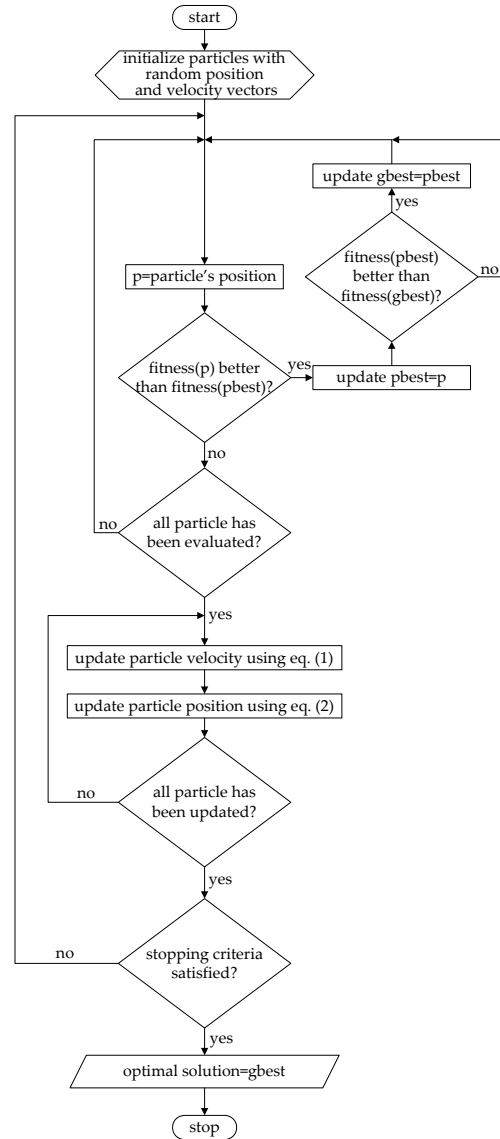 start
initialize particles with
random position
and velocity vectors
update gbest=pbest
yes
fitness(pbest)
better than
fitness(gbest)?
no
p=particle's position
fitness(p) better
than fitness(pbest)?
yes
update pbest=p
no
all particle has
been evaluated?
no
yes
update particle velocity using eq. (1)
update particle position using eq. (2)
all particle has
been updated?
no
yes
stopping criteria
satisfied?
no
yes
optimal solution=gbest
stop